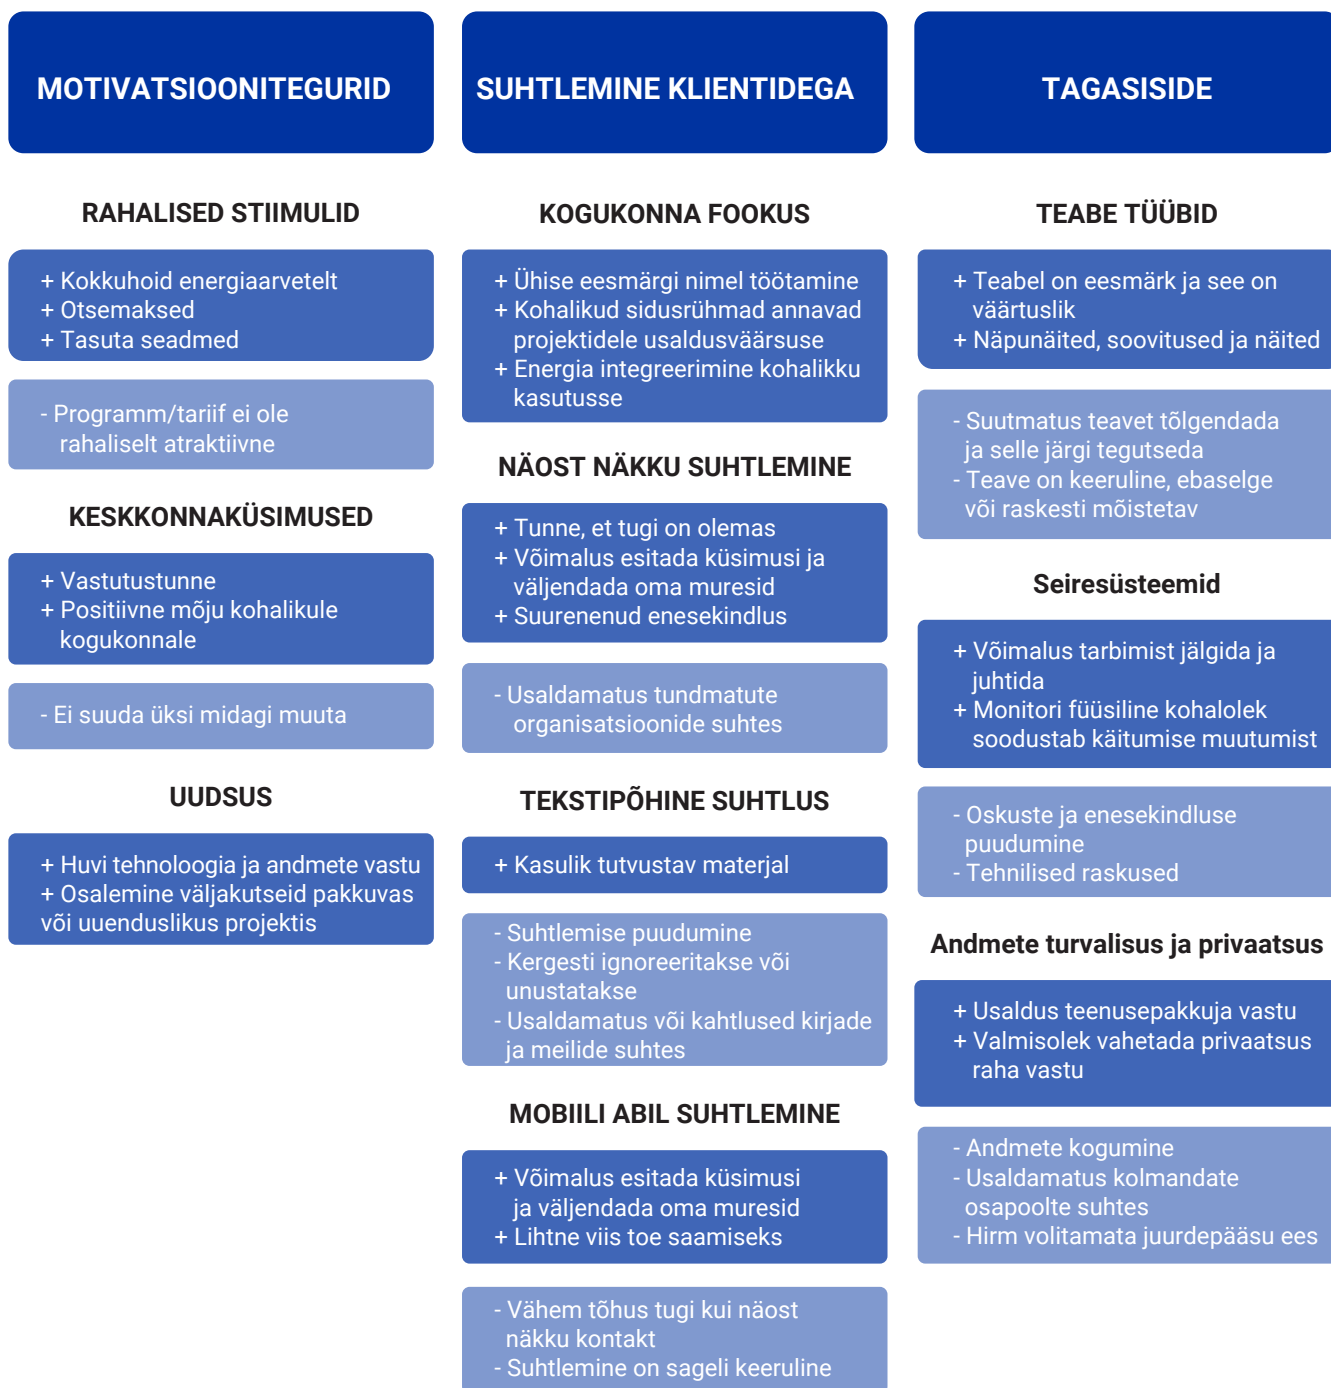 MOTIVATSIOONITEGURID
RAHALISED STIIMULID
+ Kokkuhoid energiaarvetelt
+ Otsemaksed
+ Tasuta seadmed
- Programm/tariif ei ole
rahaliselt atraktiivne
KESKKONNAKÜSIMUSED
+ Vastutustunne
+ Positiivne mõju kohalikule
kogukonnale
- Ei suuda üksi midagi muuta
UUDSUS
+ Huvi tehnoloogia ja andmete vastu
+ Osalemine väljakutseid pakkuvas
või uuenduslikus projektis
SUHTLEMINE KLIENTIDEGA
KOGUKONNA FOOKUS
+ Ühise eesmärgi nimel töötamine
+ Kohalikud sidusrühmad annavad
projektidele usaldusväärsuse
+ Energia integreerimine kohalikku
kasutusse
NÄOST NÄKKU SUHTLEMINE
+ Tunne, et tugi on olemas
+ Võimalus esitada küsimusi ja
väljendada oma muresid
+ Suurenenud enesekindlus
- Usaldamatus tundmatute
organisatsioonide suhtes
TEKSTIPÕHINE SUHTLUS
+ Kasulik tutvustav materjal
- Suhtlemise puudumine
- Kergesti ignoreeritakse või
unustatakse
- Usaldamatus või kahtlused kirjade
ja meilide suhtes
MOBIILI ABIL SUHTLEMINE
+ Võimalus esitada küsimusi
ja väljendada oma muresid
+ Lihtne viis toe saamiseks
- Vähem tõhus tugi kui näost
näkku kontakt
- Suhtlemine on sageli keeruline
TAGASISIDE
TEABE TÜÜBID
+ Teabel on eesmärk ja see on
väärtuslik
+ Näpunäited, soovitused ja näited
- Suutmatus teavet tõlgendada
ja selle järgi tegutseda
- Teave on keeruline, ebaselge
või raskesti mõistetav
Seiresüsteemid
+ Võimalus tarbimist jälgida ja
juhtida
+ Monitori füüsiline kohalolek
soodustab käitumise muutumist
- Oskuste ja enesekindluse
puudumine
- Tehnilised raskused
Andmete turvalisus ja privaatsus
+ Usaldus teenusepakkuja vastu
+ Valmisolek vahetada privaatsus
raha vastu
- Andmete kogumine
- Usaldamatus kolmandate
osapoolte suhtes
- Hirm volitamata juurdepääsu ees